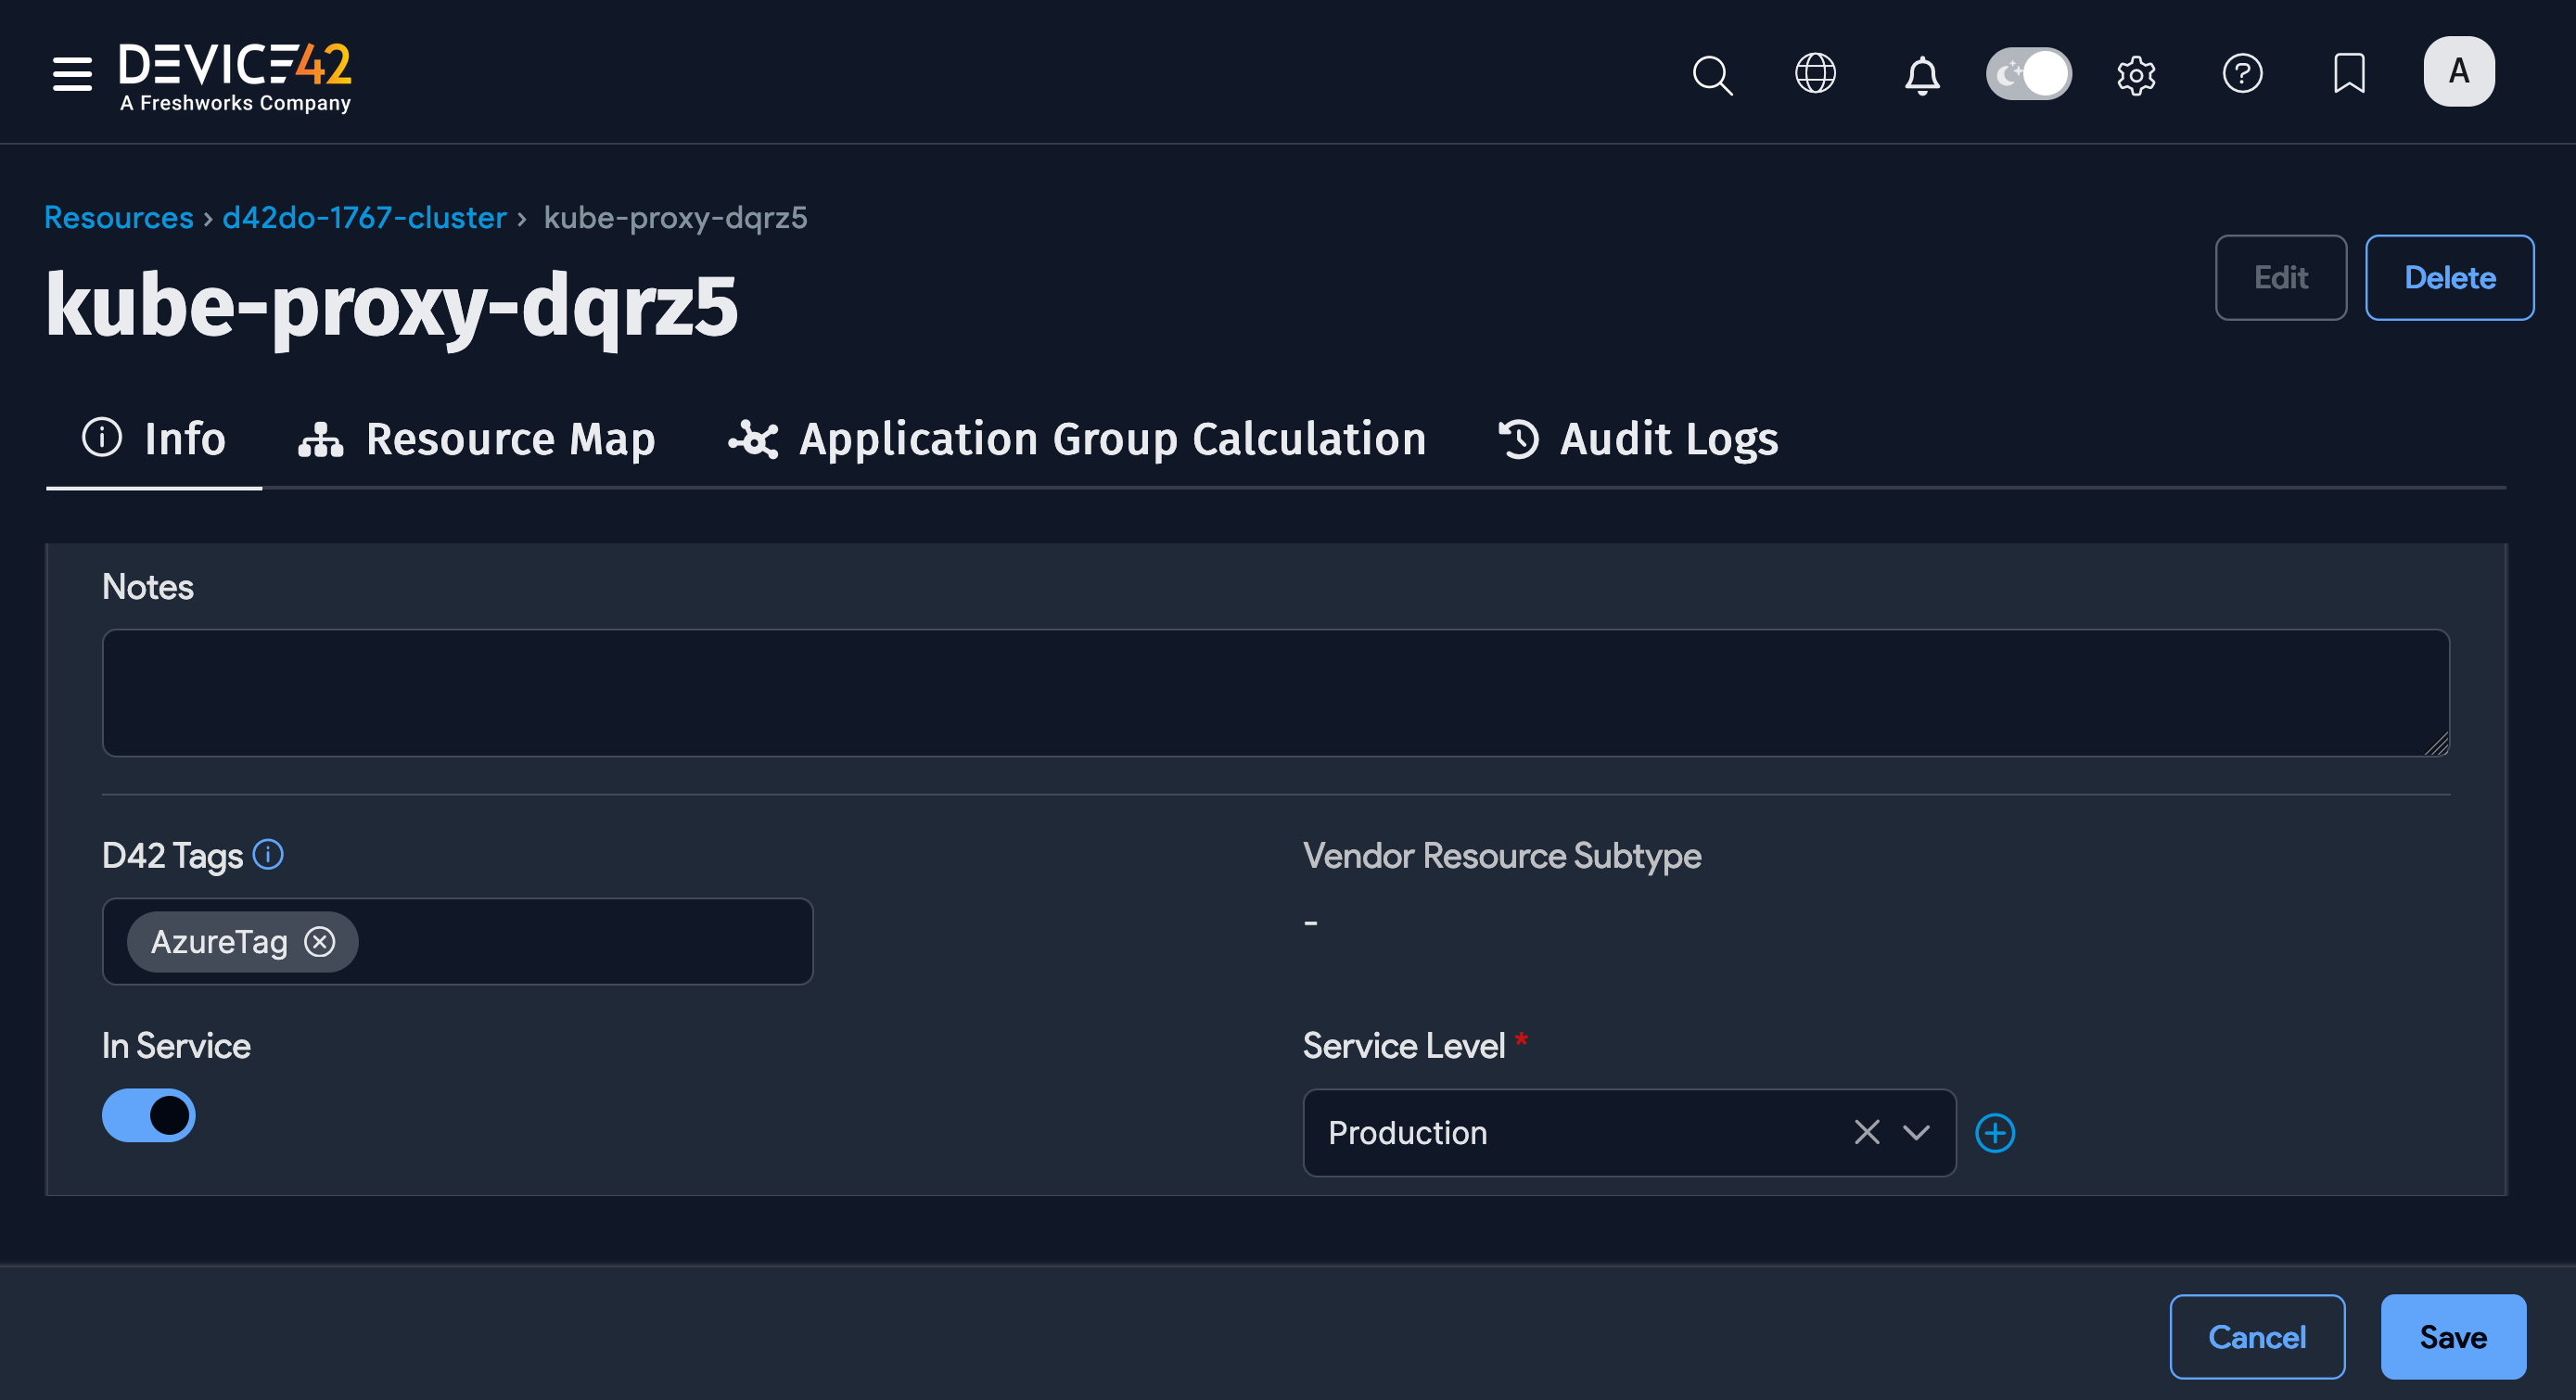 DEVICE42
A Freshworks Company
A
Resources › d42do-1767-cluster › kube-proxy-dqrz5
kube-proxy-dqrz5
Edit
Delete
Info
Resource Map
Application Group Calculation
Audit Logs
Notes
D42 Tags
Vendor Resource Subtype
AzureTag
-
In Service
Service Level *
Production
Cancel
Save